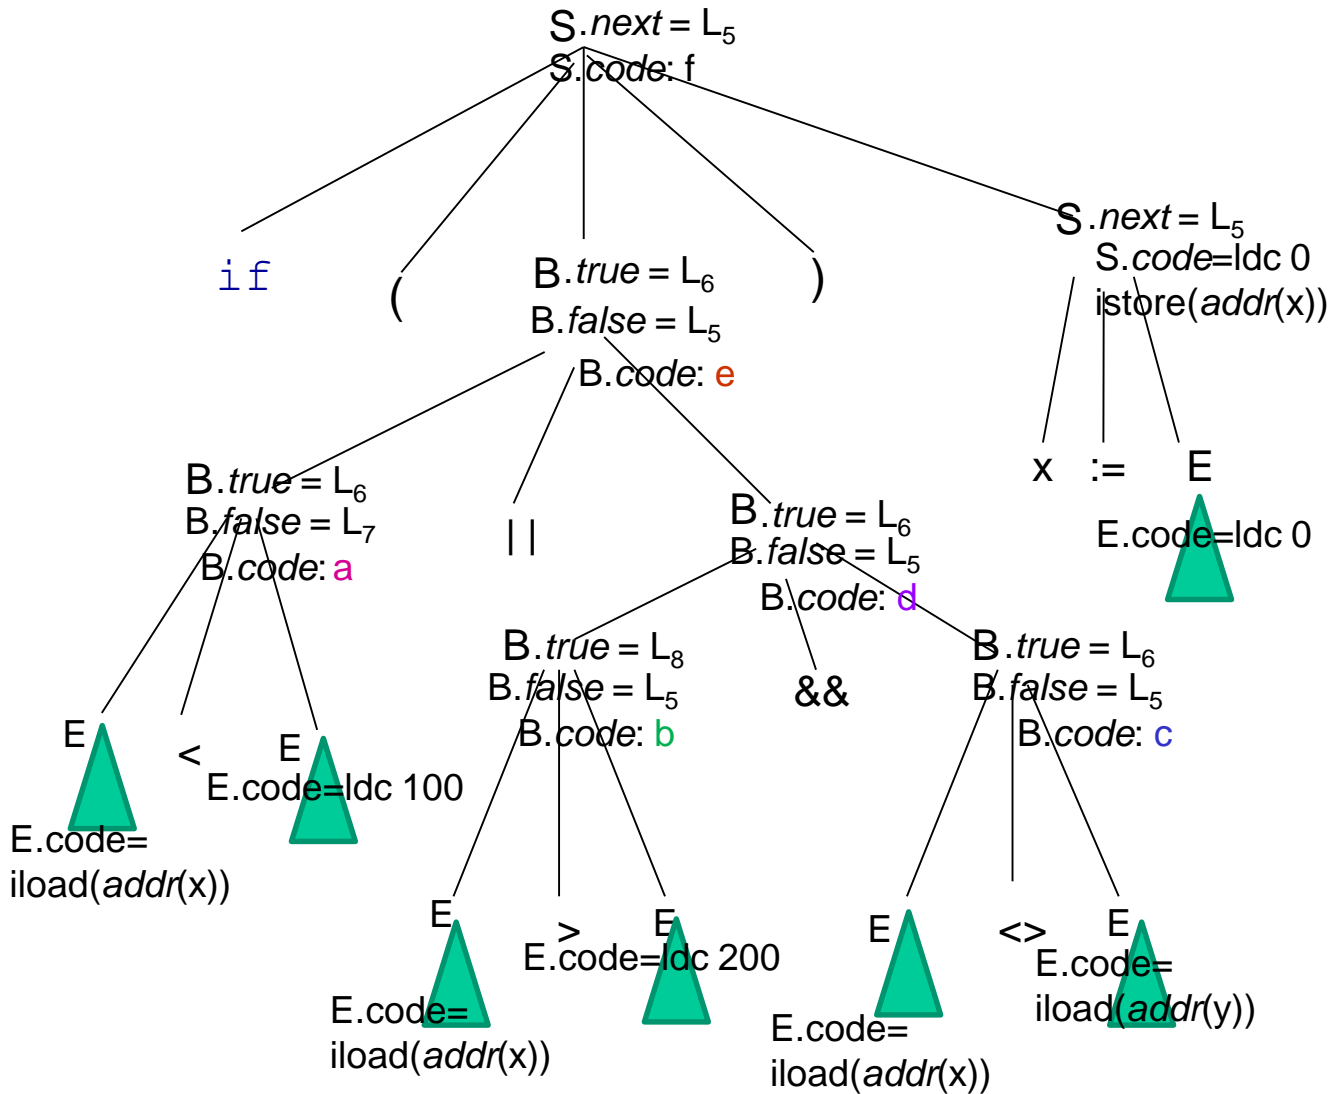 S.next = L5
S.code: f
if
(
B.true = L6
B.false = L5
B.code: e
)
S.next = L5
S.code=ldc 0
istore(addr(x))
B.true = L6
B.false = L7
B.code: a
||
B.true = L6
B.false = L5
B.code: d
x := E
E.code=ldc 0
B.true = L8
B.false = L5
B.code: b
&&
B.true = L6
B.false = L5
B.code: c
E < E
E.code=ldc 100
E.code=
iload(addr(x))
E > E
E.code=ldc 200
E.code=
iload(addr(x))
E <> E
E.code=
iload(addr(y))
E.code=
iload(addr(x))